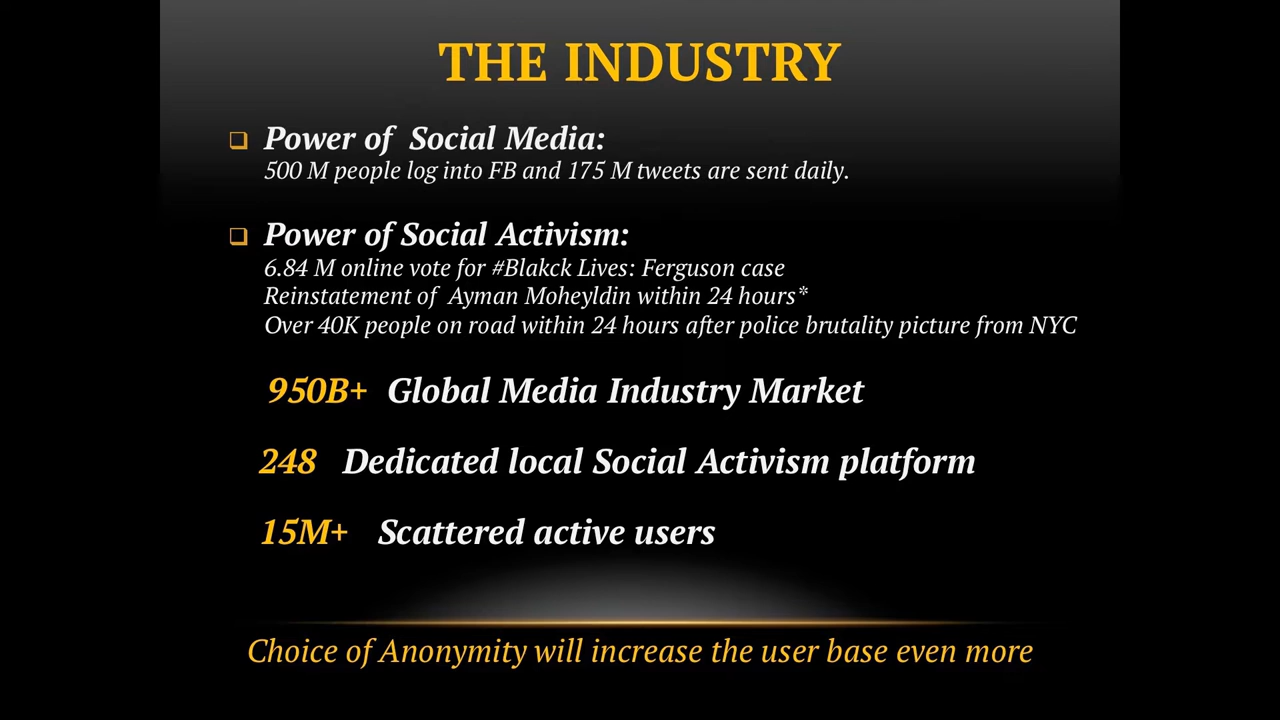 THE INDUSTRY
Power of Social Media:
500 M people log into FB and 175 M tweets are sent daily.
Power of Social Activism:
6.84 M online vote for #Blakck Lives: Ferguson case
Reinstatement of Ayman Moheyldin within 24 hours*
Over 40K people on road within 24 hours after police brutality picture from NYC
950B+ Global Media Industry Market
248 Dedicated local Social Activism platform
15M+ Scattered active users
Choice of Anonymity will increase the user base even more